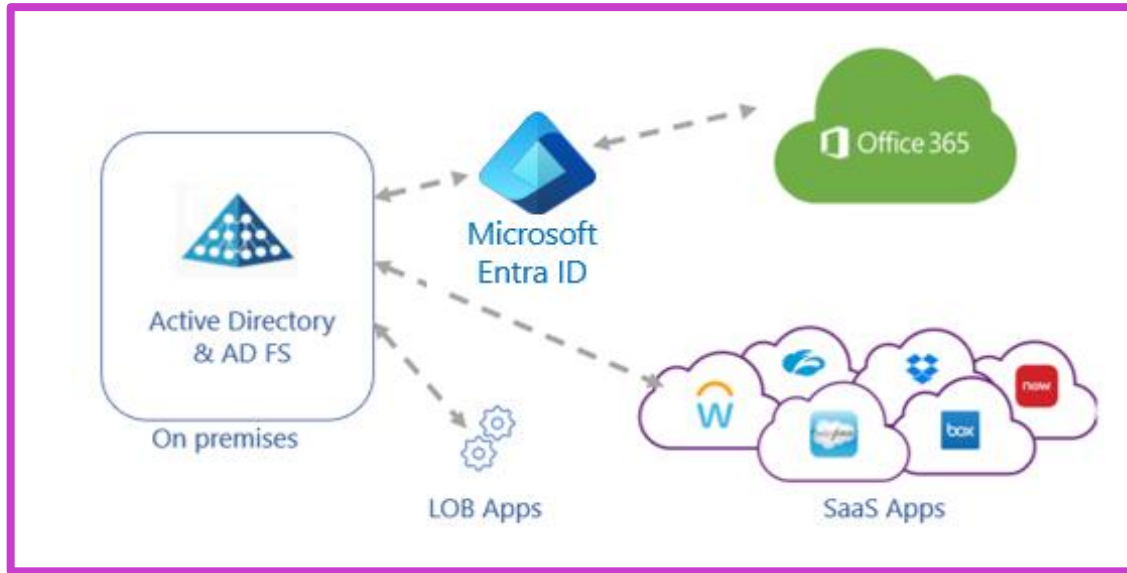 Office 365
Microsoft
Entra ID
Active Directory
& AD FS
On premises
LOB Apps
W
now
box
SaaS Apps